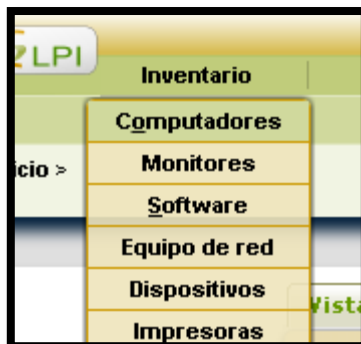 LPI
Inventario
Computadores
Monitores
icio >
Software
Equipo de red
Dispositivos
Vista
Impresoras